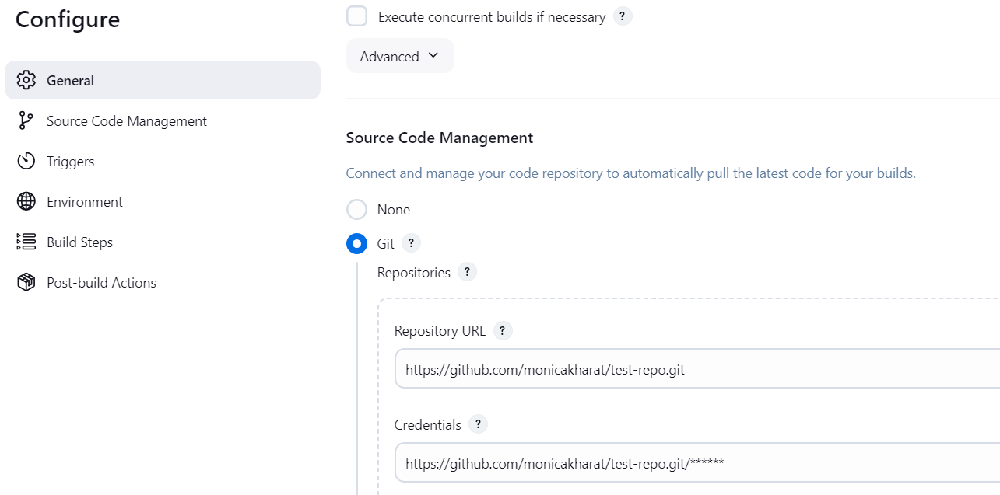 Configure
General
Source Code Management
Triggers
Environment
Build Steps
Post-build Actions
Execute concurrent builds if necessary ?
Advanced
Source Code Management
Connect and manage your code repository to automatically pull the latest code for your builds.
None
Git ?
Repositories ?
Repository URL ?
https://github.com/monicakharat/test-repo.git
Credentials ?
https://github.com/monicakharat/test-repo.git/******